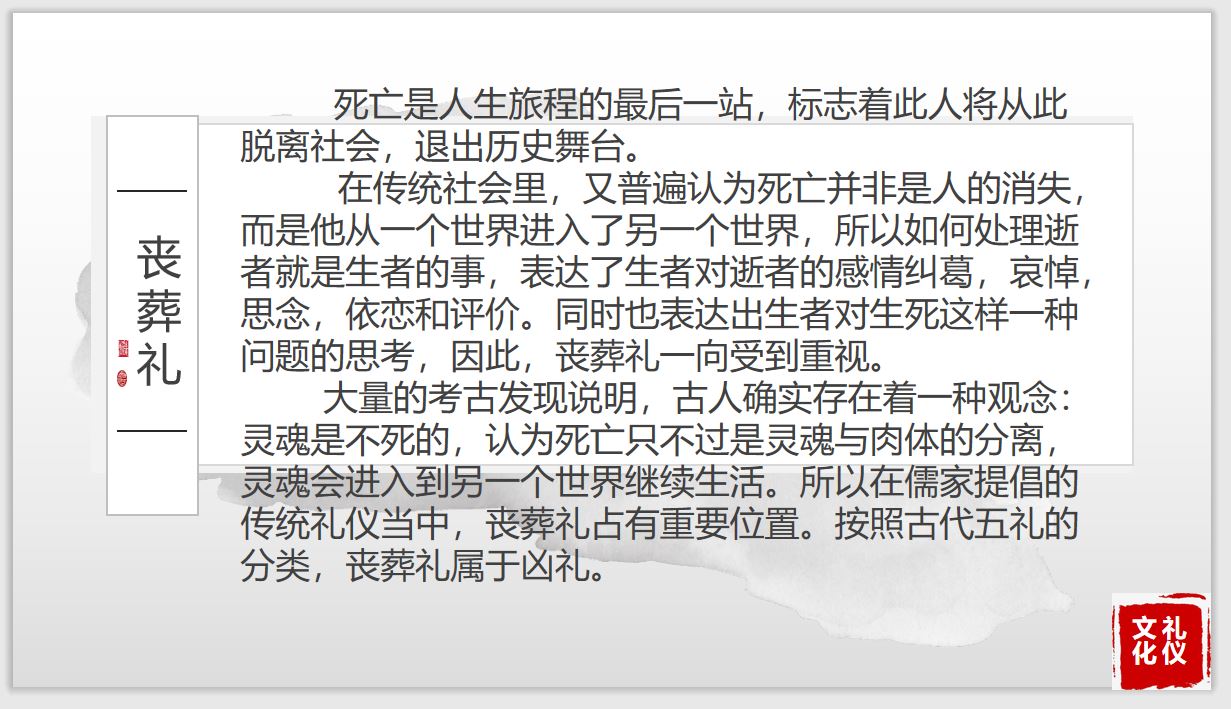 丧葬礼
死亡是人生旅程的最后一站，标志着此人将从此
脱离社会，退出历史舞台。
在传统社会里，又普遍认为死亡并非是人的消失，
而是他从一个世界进入了另一个世界，所以如何处理逝
者就是生者的事，表达了生者对逝者的感情纠葛，哀悼，
思念，依恋和评价。同时也表达出生者对生死这样一种
问题的思考，因此，丧葬礼一向受到重视。
大量的考古发现说明，古人确实存在着一种观念：
灵魂是不死的，认为死亡只不过是灵魂与肉体的分离，
灵魂会进入到另一个世界继续生活。所以在儒家提倡的
传统礼仪当中，丧葬礼占有重要位置。按照古代五礼的
分类，丧葬礼属于凶礼。
礼仪
文化